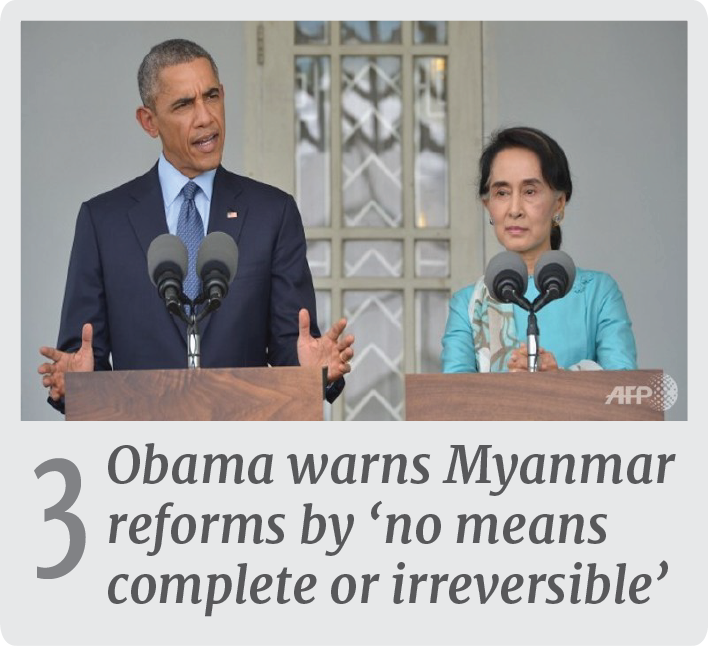 AFP
3
Obama warns Myanmar
reforms by ‘no means
complete or irreversible’